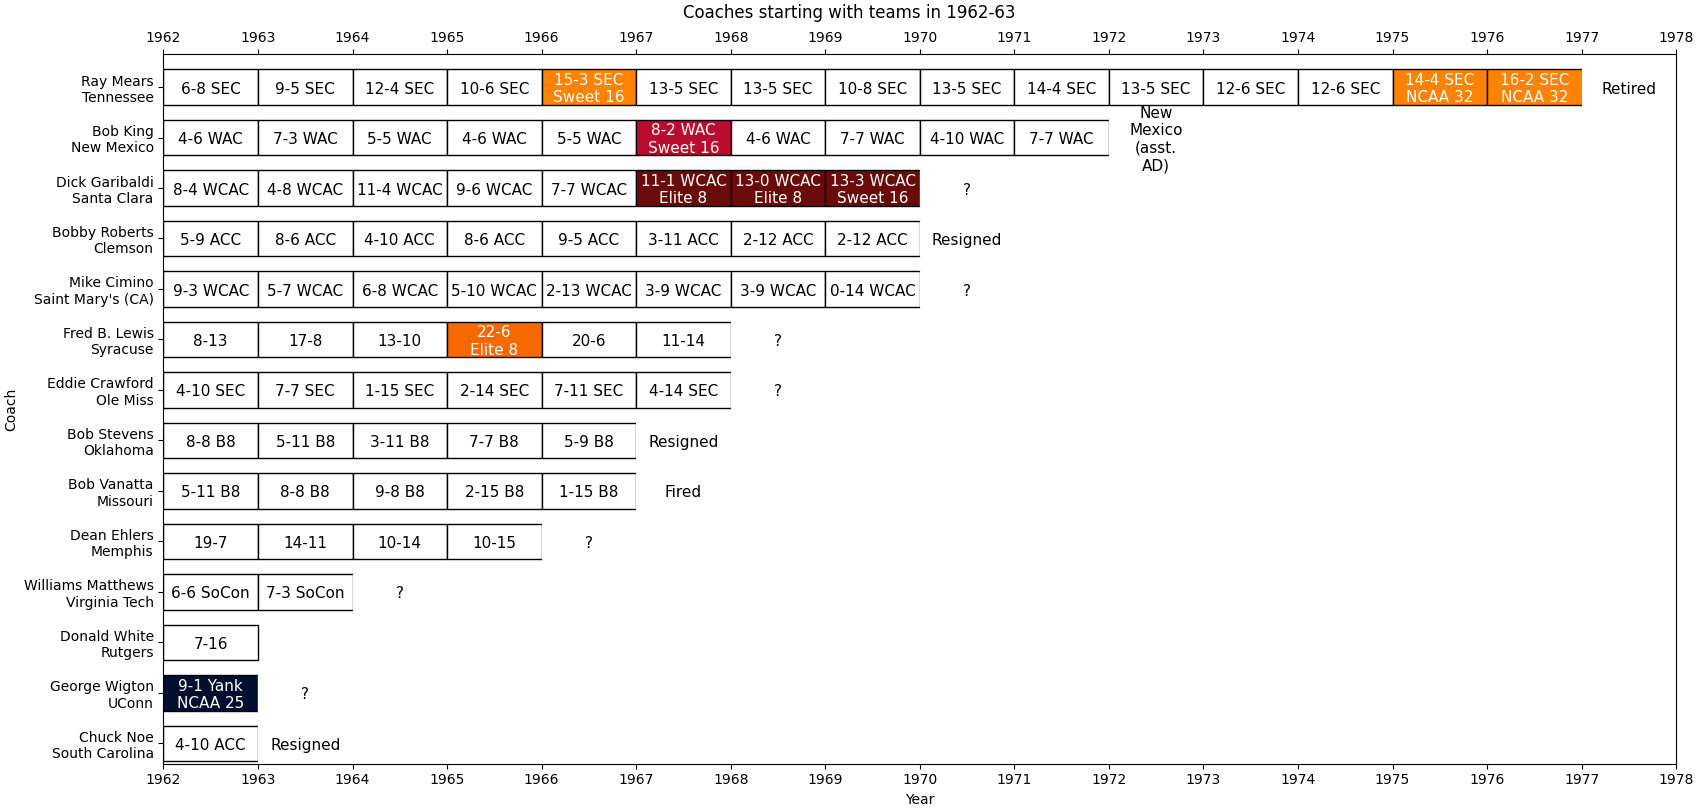 Coaches starting with teams in 1962-63
1962 1963 1964 1965 1966 1967 1968 1969 1970 1971 1972 1973 1974 1975 1976 1977 1978
Ray Mears
Tennessee
6-8 SEC
9-5 SEC
12-4 SEC
10-6 SEC
15-3 SEC
Sweet 16
13-5 SEC
13-5 SEC
10-8 SEC
13-5 SEC
14-4 SEC
13-5 SEC
12-6 SEC
12-6 SEC
14-4 SEC
NCAA 32
16-2 SEC
NCAA 32
Retired
Bob King
New Mexico
4-6 WAC
7-3 WAC
5-5 WAC
4-6 WAC
5-5 WAC
8-2 WAC
Sweet 16
4-6 WAC
7-7 WAC
4-10 WAC
7-7 WAC
New
Mexico
(asst.
AD)
Dick Garibaldi
Santa Clara
8-4 WCAC
4-8 WCAC
11-4 WCAC
9-6 WCAC
7-7 WCAC
11-1 WCAC
Elite 8
13-0 WCAC
Elite 8
13-3 WCAC
Sweet 16
?
Bobby Roberts
Clemson
5-9 ACC
8-6 ACC
4-10 ACC
8-6 ACC
9-5 ACC
3-11 ACC
2-12 ACC
2-12 ACC
Resigned
Mike Cimino
Saint Mary's (CA)
9-3 WCAC
5-7 WCAC
6-8 WCAC
5-10 WCAC
2-13 WCAC
3-9 WCAC
3-9 WCAC
0-14 WCAC
?
Fred B. Lewis
Syracuse
8-13
17-8
13-10
22-6
Elite 8
20-6
11-14
?
Eddie Crawford
Ole Miss
4-10 SEC
7-7 SEC
1-15 SEC
2-14 SEC
7-11 SEC
4-14 SEC
?
Bob Stevens
Oklahoma
8-8 B8
5-11 B8
3-11 B8
7-7 B8
5-9 B8
Resigned
Bob Vanatta
Missouri
5-11 B8
8-8 B8
9-8 B8
2-15 B8
1-15 B8
Fired
Dean Ehlers
Memphis
19-7
14-11
10-14
10-15
?
Williams Matthews
Virginia Tech
6-6 SoCon
7-3 SoCon
?
Donald White
Rutgers
7-16
George Wigton
UConn
9-1 Yank
NCAA 25
?
Chuck Noe
South Carolina
4-10 ACC
Resigned
1962 1963 1964 1965 1966 1967 1968 1969 1970 1971 1972 1973 1974 1975 1976 1977 1978
Year
Coach